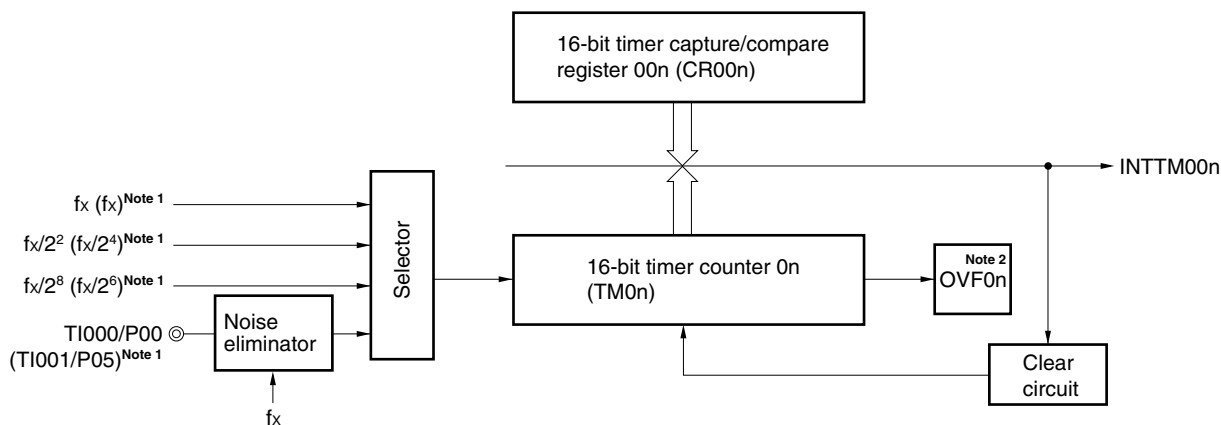 16-bit timer capture/compare
register 00n (CR00n)
INTTM00n
fX (fX)Note 1
fX/2² (fX/2⁴)Note 1
fX/2⁸ (fX/2⁶)Note 1
TI000/P00
(TI001/P05)Note 1
Noise
eliminator
fX
Selector
16-bit timer counter 0n
(TM0n)
Note 2
OVF0n
Clear
circuit